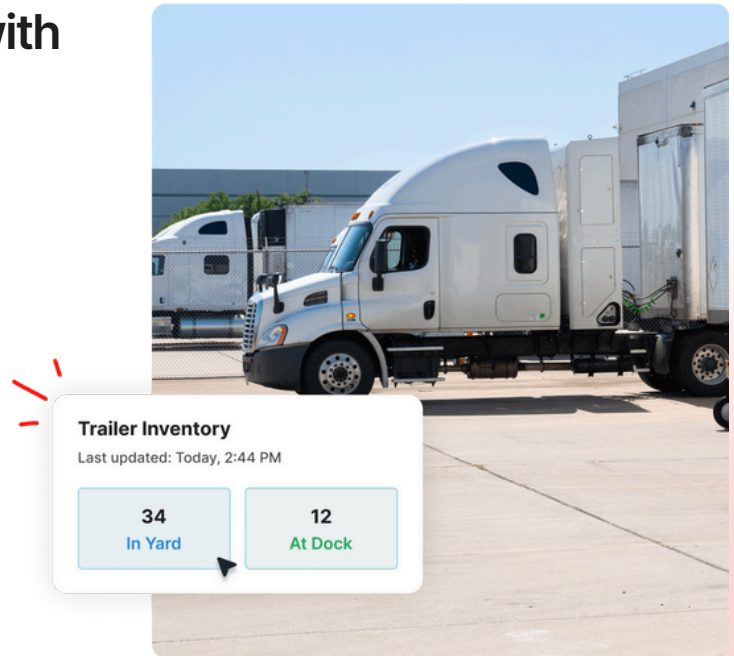 with
Trailer Inventory
Last updated: Today, 2:44 PM
34
In Yard
12
At Dock